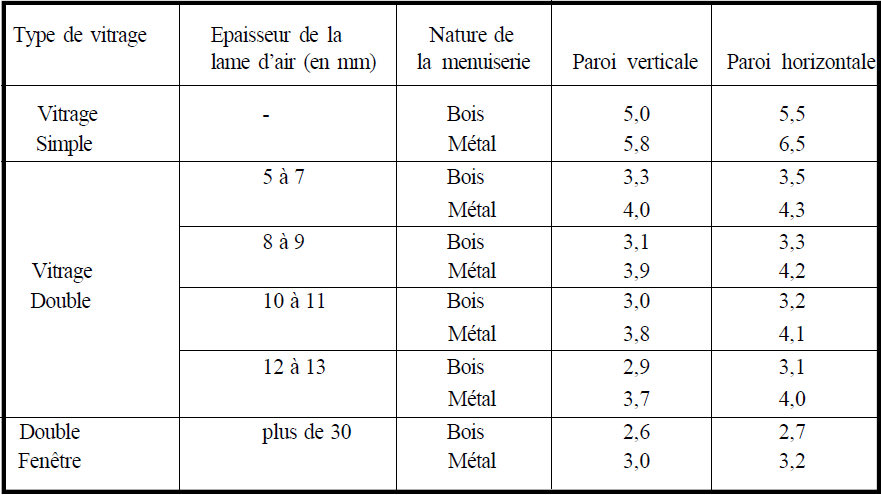 Type de vitrage Epaisseur de la Nature de
lame d’air (en mm) la menuiserie Paroi verticale Paroi horizontale
Vitrage - Bois 5,0 5,5
Simple Métal 5,8 6,5
5 à 7 Bois 3,3 3,5
Métal 4,0 4,3
8 à 9 Bois 3,1 3,3
Vitrage Métal 3,9 4,2
Double 10 à 11 Bois 3,0 3,2
Métal 3,8 4,1
12 à 13 Bois 2,9 3,1
Métal 3,7 4,0
Double plus de 30 Bois 2,6 2,7
Fenêtre Métal 3,0 3,2